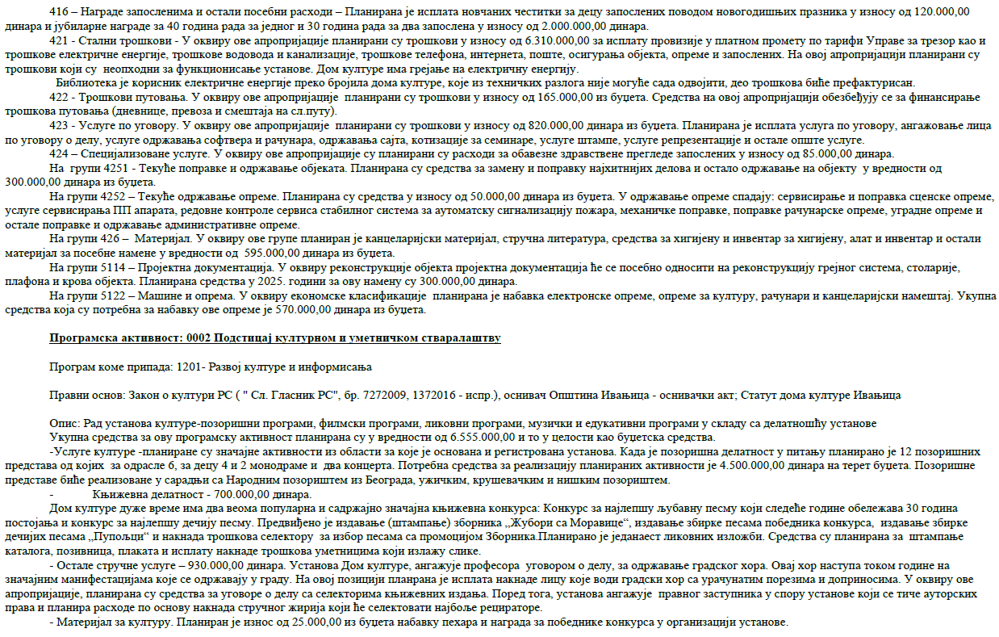 416 – Награде запосленима и остали посебни расходи – Планирана је исплата новчаних честитки за децу запослених поводом новогодишњих празника у износу од 120.000,00
динара и јубиларне награде за 40 година рада за једног и 30 година рада за два запослена у износу од 2.000.000,00 динара.
421 - Стални трошкови - У оквиру ове апропријације планирани су трошкови у износу од 6.310.000,00 за исплату провизије у платном промету по тарифи Управе за трезор као и
трошкове електричне енергије, трошкове водовода и канализације, трошкове телефона, интернета, поште, осигурања објекта, опреме и запослених. На овој апропријацији планирани су
трошкови који су неопходни за функционисање установе. Дом културе има грејање на електричну енергију.
Библиотека је корисник електричне енергије преко бројила дома културе, које из техничких разлога није могуће сада одвојити, део трошкова биће префактурисан.
422 - Трошкови путовања. У оквиру ове апропријације планирани су трошкови у износу од 165.000,00 из буџета. Средства на овој апропријацији обезбеђују се за финансирање
трошкова путовања (дневнице, превоза и смештаја на сл.путу).
423 - Услуге по уговору. У оквиру ове апропријације планирани су трошкови у износу од 820.000,00 динара из буџета. Планирана је исплата услуга по уговору, ангажовање лица
по уговору о делу, услуге одржавања софтвера и рачунара, одржавања сајта, котизације за семинаре, услуге штампе, услуге репрезентације и остале опште услуге.
424 – Специјализоване услуге. У оквиру ове апропријације су планирани су расходи за обавезне здравствене прегледе запослених у износу од 85.000,00 динара.
На групи 4251 - Текуће поправке и одржавање објеката. Планирана су средства за замену и поправку најхитнијих делова и остало одржавање на објекту у вредности од
300.000,00 динара из буџета.
На групи 4252 – Текуће одржавање опреме. Планирана су средства у износу од 50.000,00 динара из буџета. У одржавање опреме спадају: сервисирање и поправка сценске опреме,
услуге сервисирања ПП апарата, редовне контроле сервиса стабилног система за аутоматску сигнализацију пожара, механичке поправке, поправке рачунарске опреме, уградне опреме и
остале поправке и одржавање административне опреме.
На групи 426 – Материјал. У оквиру ове групе планиран је канцеларијски материјал, стручна литература, средства за хигијену и инвентар за хигијену, алат и инвентар и остали
материјал за посебне намене у вредности од 595.000,00 динара из буџета.
На групи 5114 – Пројектна документација. У оквиру реконструкције објекта пројектна документација ће се посебно односити на реконструкцију грејног система, столарије,
плафона и крова објекта. Планирана средства у 2025. години за ову намену су 300.000,00 динара.
На групи 5122 – Машине и опрема. У оквиру економске класификације планирана је набавка електронске опреме, опреме за културу, рачунари и канцеларијски намештај. Укупна
средства која су потребна за набавку ове опреме је 570.000,00 динара из буџета.
Програмска активност: 0002 Подстицај културном и уметничком стваралаштву
Програм коме припада: 1201- Развој културе и информисања
Правни основ: Закон о култури РС ( " Сл. Гласник РС", бр. 7272009, 1372016 - испр.), оснивач Општина Ивањица - оснивачки акт; Статут дома културе Ивањица
Опис: Рад установа културе-позоришни програми, филмски програми, ликовни програми, музички и едукативни програми у складу са делатношћу установе
Укупна средства за ову програмску активност планирана су у вредности од 6.555.000,00 и то у целости као буџетска средства.
-Услуге културе -планиране су значајне активности из области за које је основана и регистрована установа. Када је позоришна делатност у питању планирано је 12 позоришних
представа од којих за одрасле 6, за децу 4 и 2 монодраме и два концерта. Потребна средства за реализацију планираних активности је 4.500.000,00 динара на терет буџета. Позоришне
представе биће реализоване у сарадњи са Народним позориштем из Београда, ужичким, крушевачким и нишким позориштем.
- Књижевна делатност - 700.000,00 динара.
Дом културе дуже време има два веома популарна и садржајно значајна књижевна конкурса: Конкурс за најлепшу љубавну песму који следеће године обележава 30 година
постојања и конкурс за најлепшу дечију песму. Предвиђено је издавање (штампање) зборника „Жубори са Моравице“, издавање збирке песама победника конкурса, издавање збирке
дечијих песама „Пупољци“ и накнада трошкова селектору за избор песама са промоцијом Зборника.Планирано је једанаест ликовних изложби. Средства су планирана за штампање
каталога, позивница, плаката и исплату накнаде трошкова уметницима који излажу слике.
- Остале стручне услуге – 930.000,00 динара. Установа Дом културе, ангажује професора уговором о делу, за одржавање градског хора. Овај хор наступа током године на
значајним манифестацијама које се одржавају у граду. На овој позицији планрана је исплата накнаде лицу које води градски хор са урачунатим порезима и доприносима. У оквиру ове
апропријације, планирана су средства за уговоре о делу са селекторима књижевних издања. Поред тога, установа ангажује правног заступника у спору установе који се тиче ауторских
права и планира расходе по основу накнада стручног жирија који ће селектовати најбоље рецитаторе.
- Материјал за културу. Планиран је износ од 25.000,00 из буџета набавку пехара и награда за победнике конкурса у организацији установе.